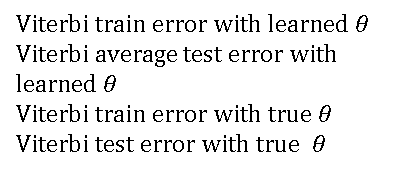 Viterbi train error with learned θ
Viterbi average test error with
learned θ
Viterbi train error with true θ
Viterbi test error with true θ